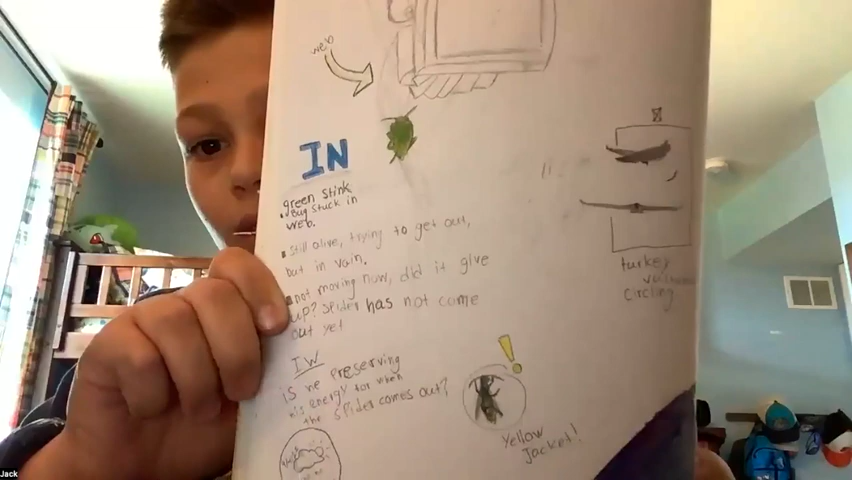 web
IN
green stink
Bug stuck in
web.
still alive, trying to get out,
but in vain.
not moving now, did it give
up? spider has not come
out yet
IW
IS he preserving
his energy for when
the spider comes out?
turkey
circling
!
Yellow
Jacket!
Jack